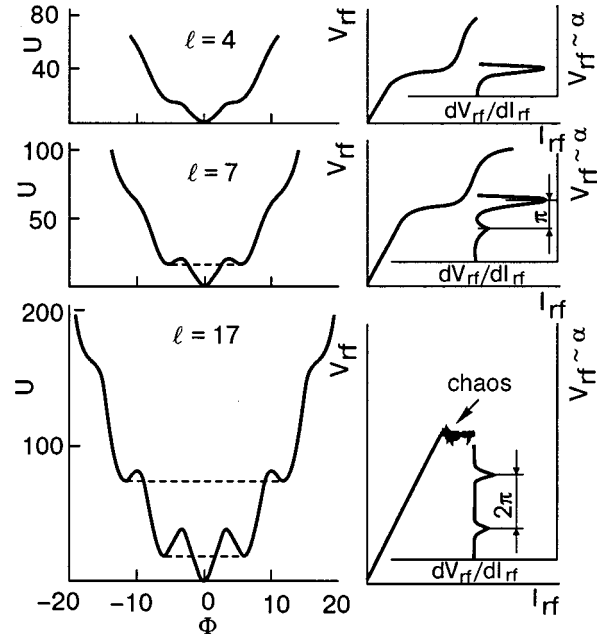 80
40
U
ℓ = 4
V_rf
dV_rf/dI_rf
I_rf
V_rf ~ α
100
50
U
ℓ = 7
V_rf
π
dV_rf/dI_rf
I_rf
V_rf ~ α
200
100
U
ℓ = 17
V_rf
chaos
2π
dV_rf/dI_rf
I_rf
V_rf ~ α
−20 −10 0 10 20
Φ